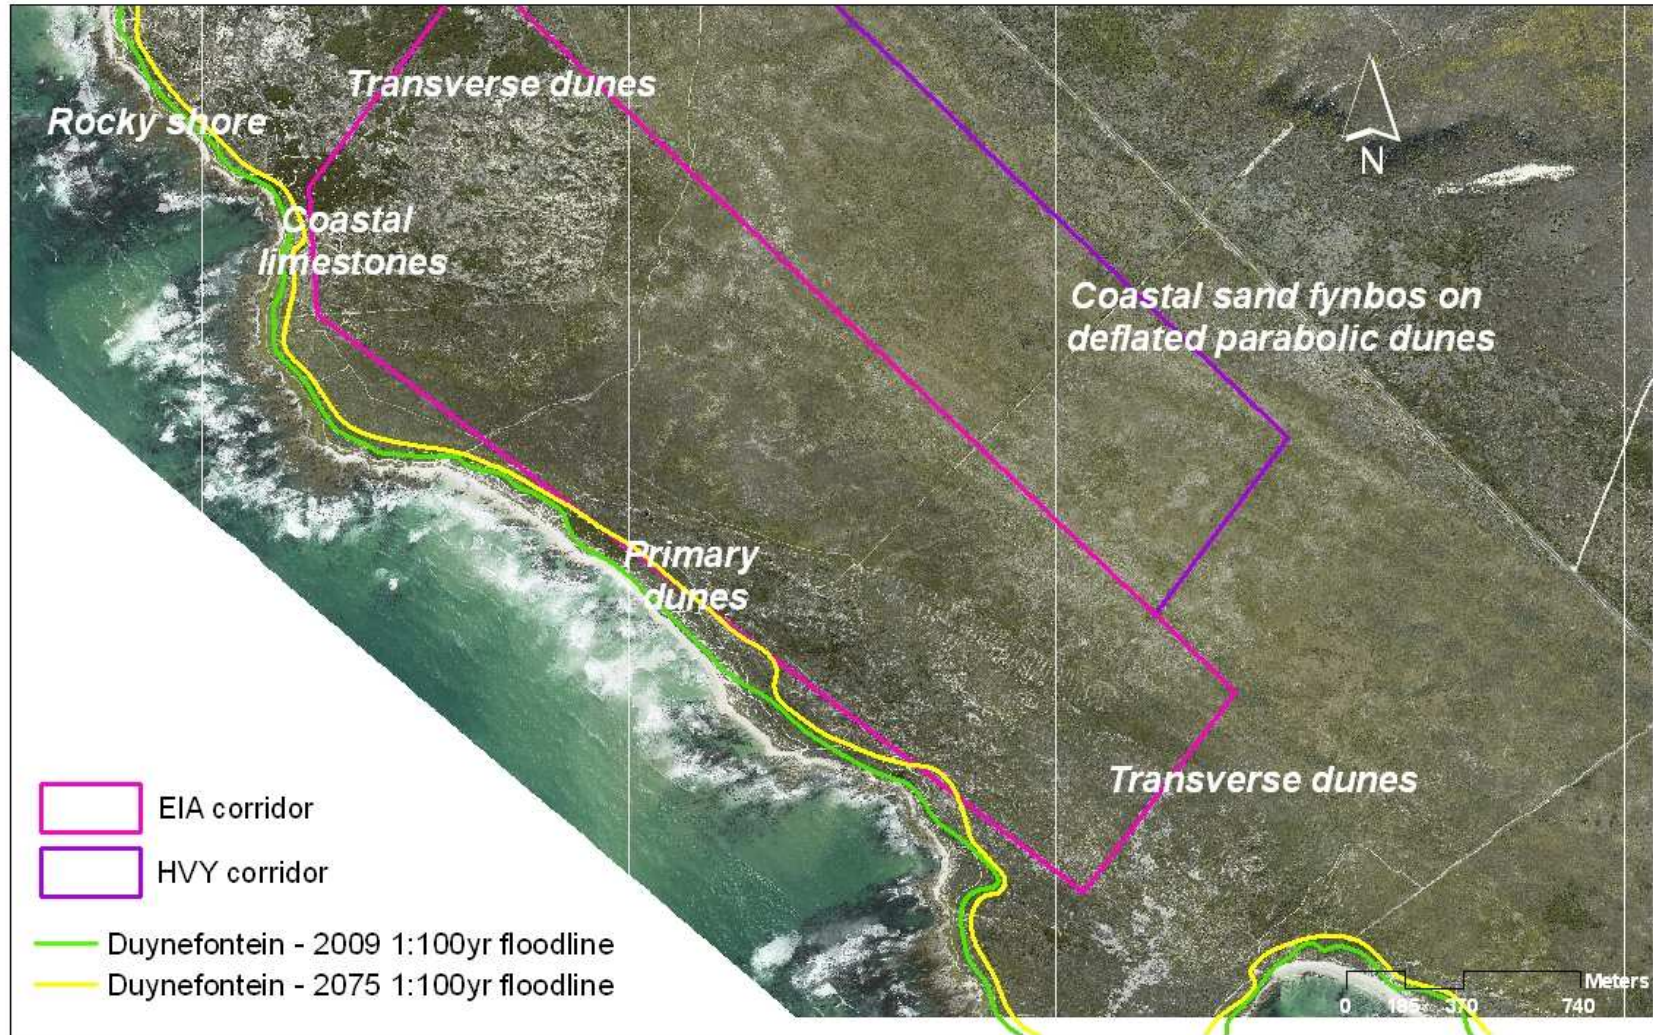 Transverse dunes
Rocky shore
N
Coastal
limestones
Coastal sand fynbos on
deflated parabolic dunes
Primary
dunes
Transverse dunes
EIA corridor
HVY corridor
Duynefontein - 2009 1:100yr floodline
Duynefontein - 2075 1:100yr floodline
Meters
0 185 370 740